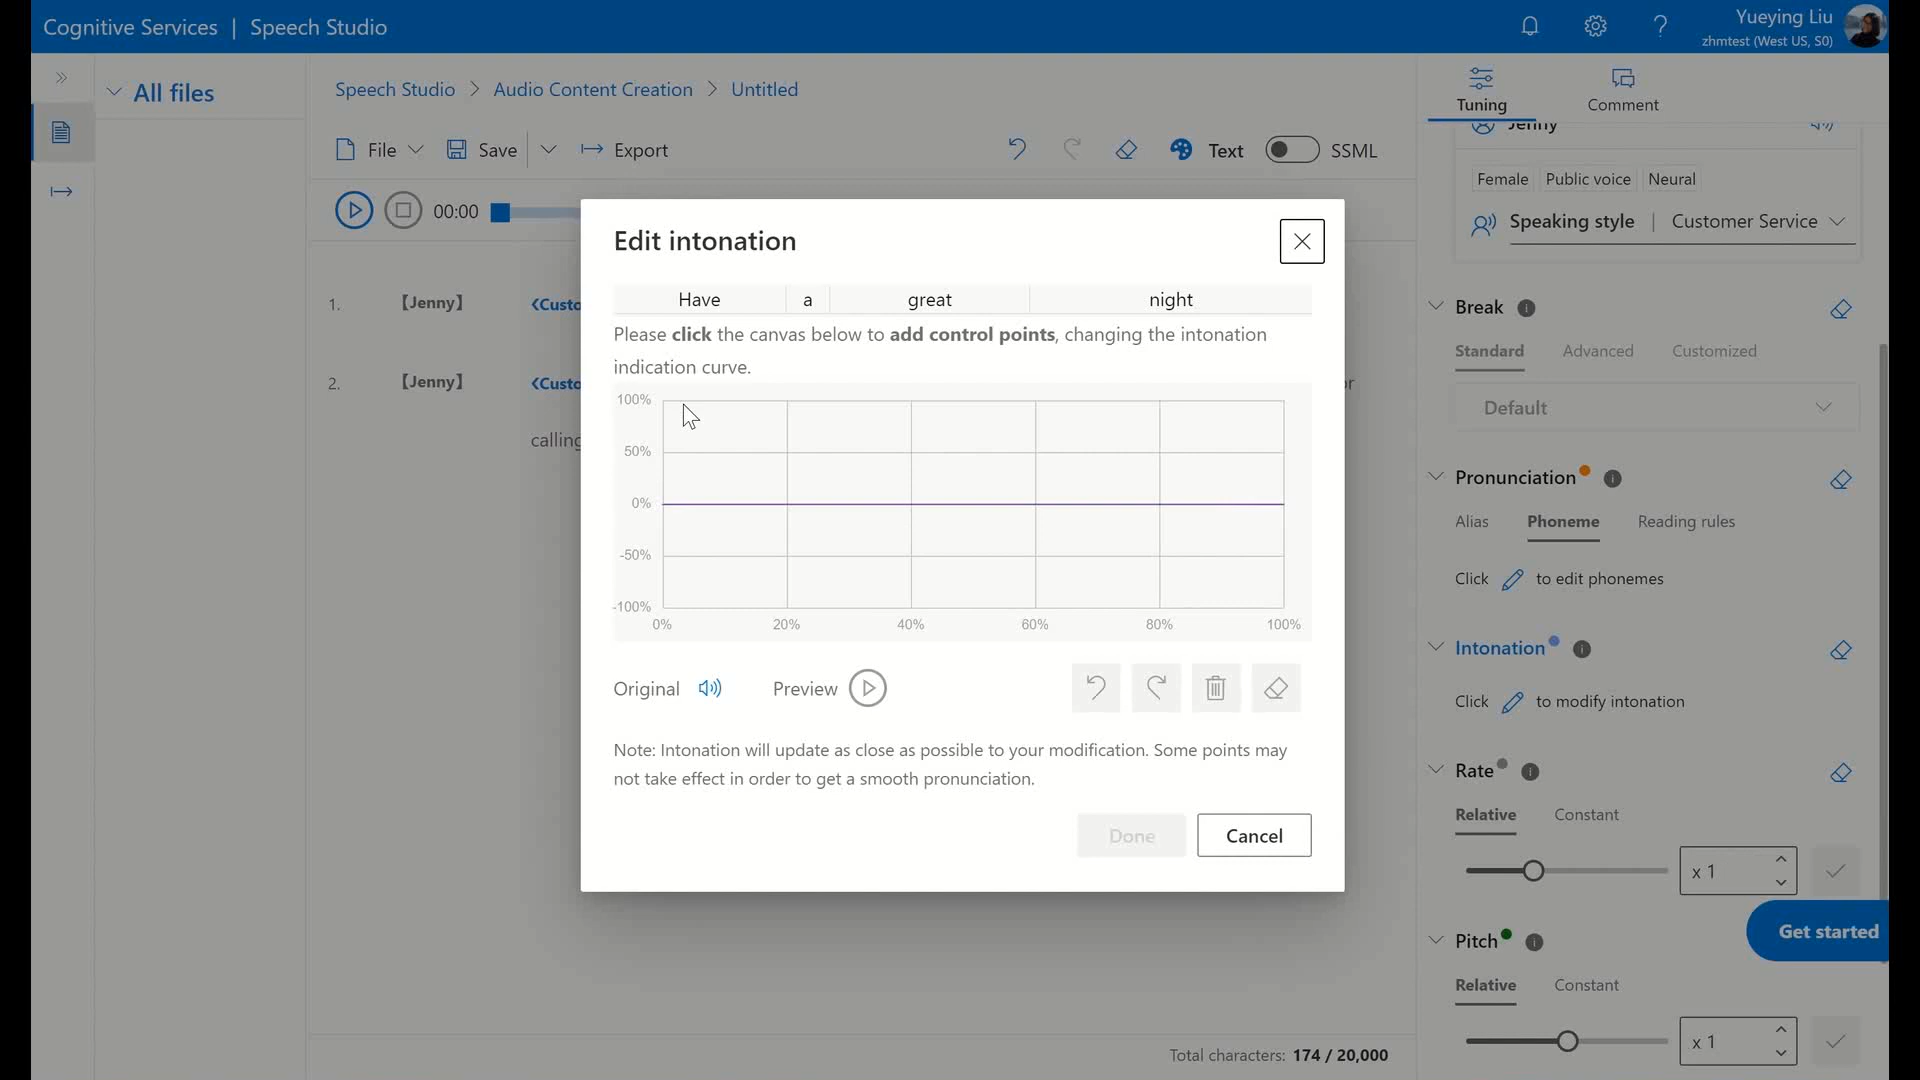 Cognitive Services | Speech Studio
Yueying Liu
zhmtest (West US, S0)
All files
Speech Studio > Audio Content Creation > Untitled
Tuning
Comment
File
Save
Export
Text
SSML
Jenny
Female
Public voice
Neural
00:00
Speaking style | Customer Service
Edit intonation
1. 【Jenny】
Have
a
great
night
Break
Please click the canvas below to add control points, changing the intonation
indication curve.
Standard
Advanced
Customized
2. 【Jenny】
Default
calling
100%
50%
0%
-50%
-100%
0%
20%
40%
60%
80%
100%
Pronunciation
Alias
Phoneme
Reading rules
Click to edit phonemes
Intonation
Click to modify intonation
Original
Preview
Note: Intonation will update as close as possible to your modification. Some points may
not take effect in order to get a smooth pronunciation.
Done
Cancel
Rate
Relative
Constant
x 1
Get started
Pitch
Relative
Constant
x 1
Total characters: 174 / 20,000